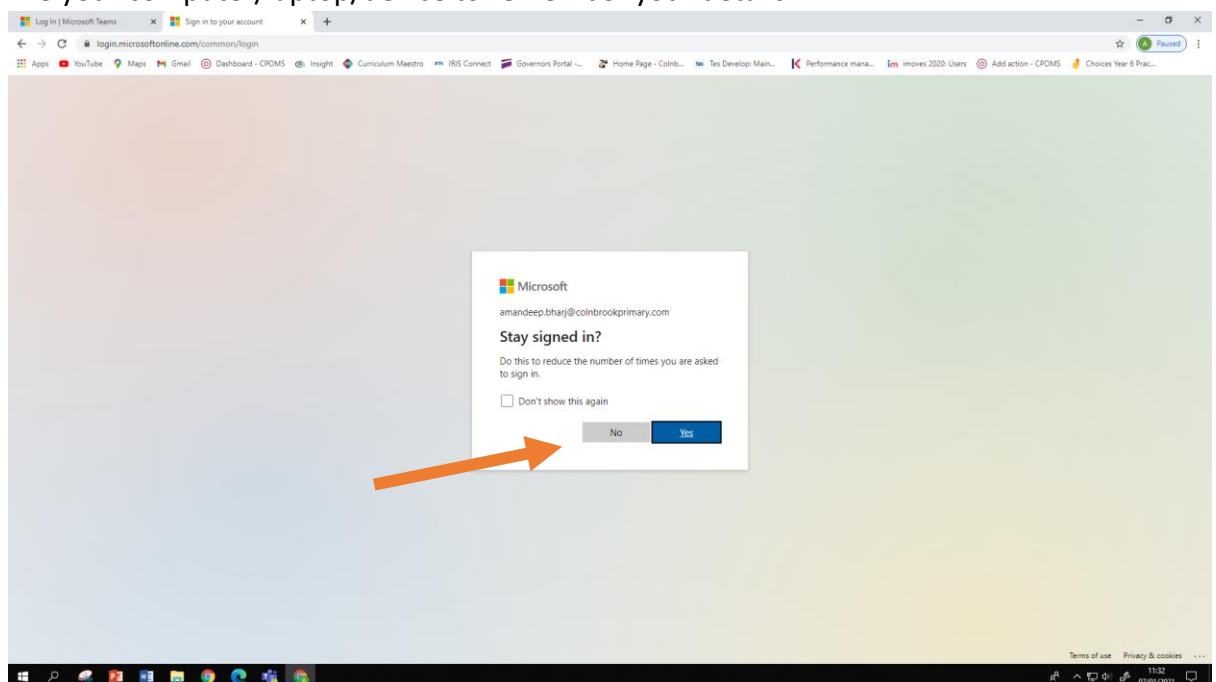 Log In | Microsoft Teams
Sign in to your account
login.microsoftonline.com/common/login
Paused
Apps YouTube Maps Gmail Dashboard - CPOMS Insight Curriculum Maestro IRIS Connect Governors Portal -... Home Page - Colnb... Tes Develop: Main... Performance mana... imoves 2020: Users Add action - CPOMS Choices Year 6 Prac...
Microsoft
amandeep.bharj@colnbrookprimary.com
Stay signed in?
Do this to reduce the number of times you are asked
to sign in.
Don't show this again
No Yes
Terms of use Privacy & cookies ...
11:32
07/01/2021